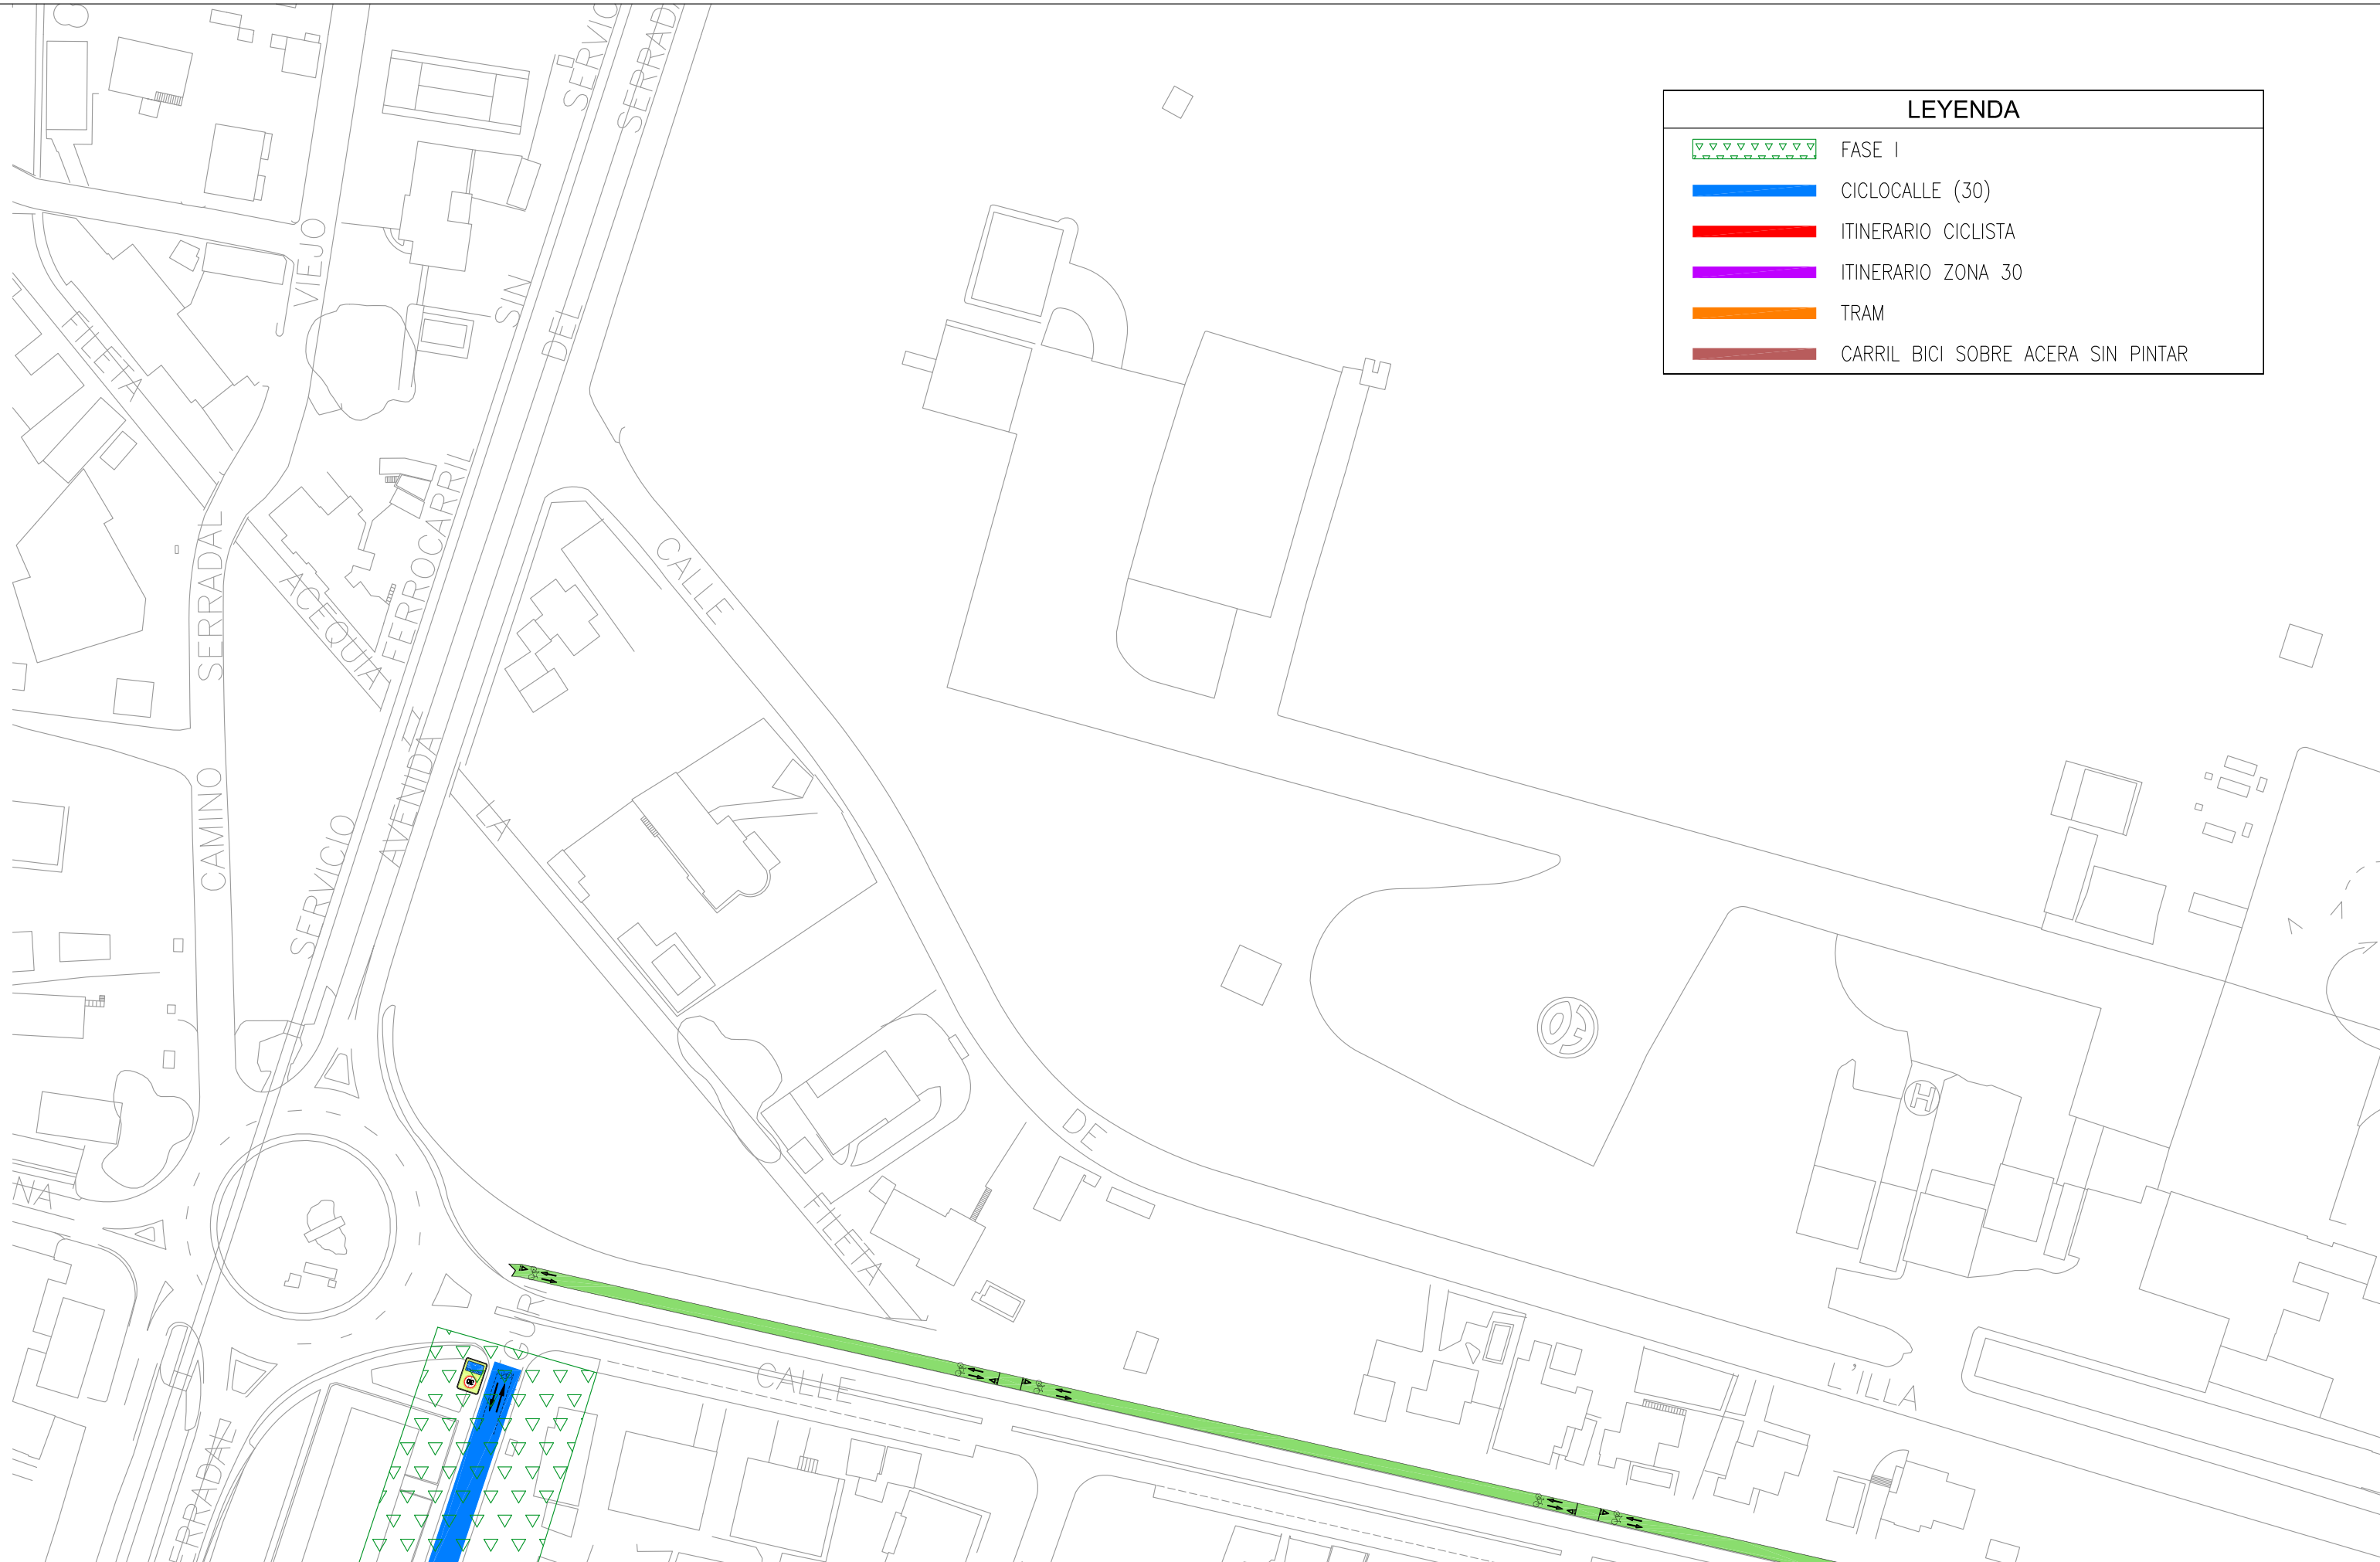 LEYENDA
FASE I
CICLOCALLE (30)
ITINERARIO CICLISTA
ITINERARIO ZONA 30
TRAM
CARRIL BICI SOBRE ACERA SIN PINTAR
SERVICIO
SERRADAL
VIEJO
SIN
DEL
FILETA
CALLE
SERRADAL
ACEQUIA
FERROCARRIL
CAMINO
SERVICIO
AVENIDA
LA
DE
FILETA
SUR
CALLE
L'ILLA
H
30